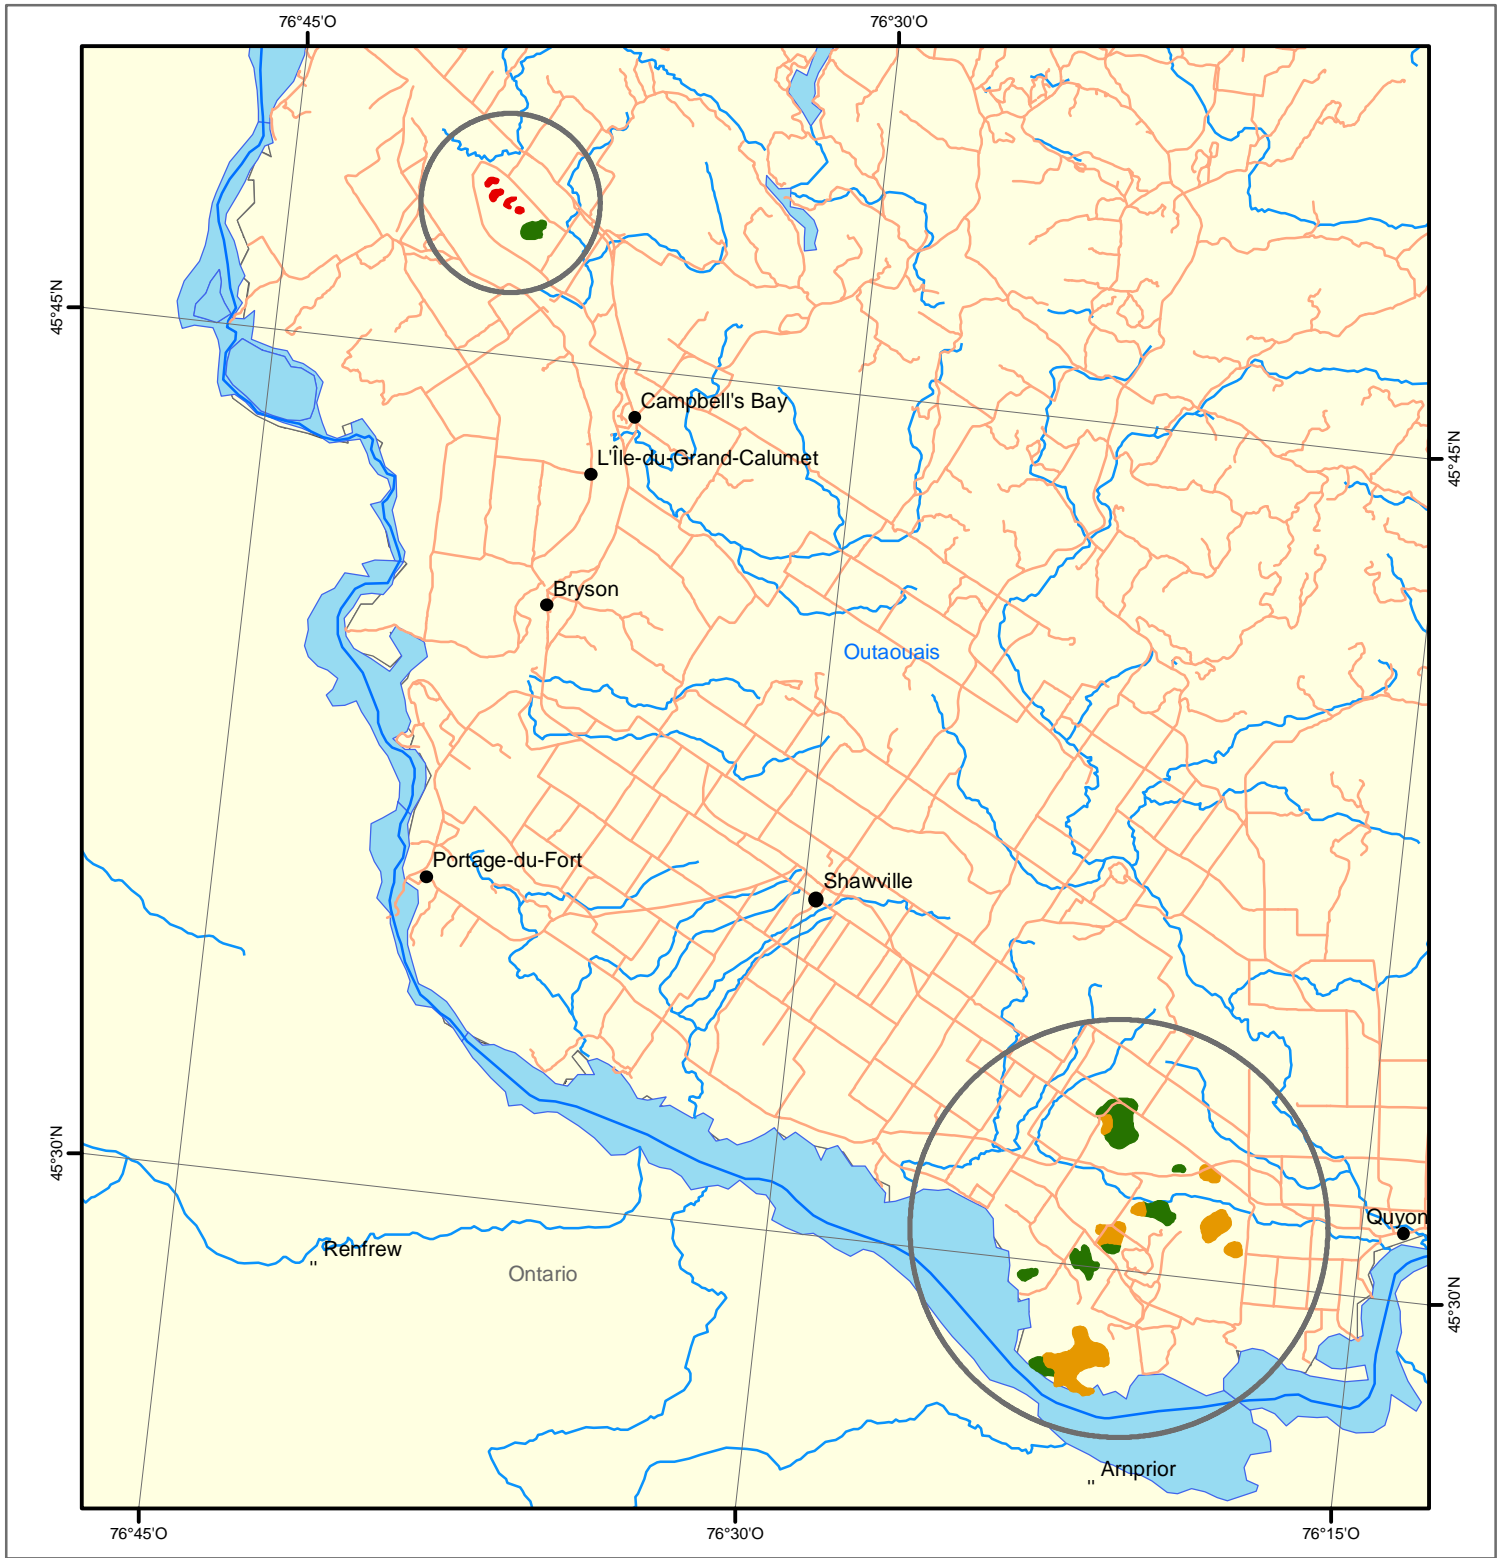 76°45'O
76°30'O
45°45'N
Campbell's Bay
45°45'N
L'Île-du-Grand-Calumet
Bryson
Outaouais
Portage-du-Fort
Shawville
45°30'N
Quyon
Renfrew
"
Ontario
45°30'N
Arnprior
"
76°45'O
76°30'O
76°15'O